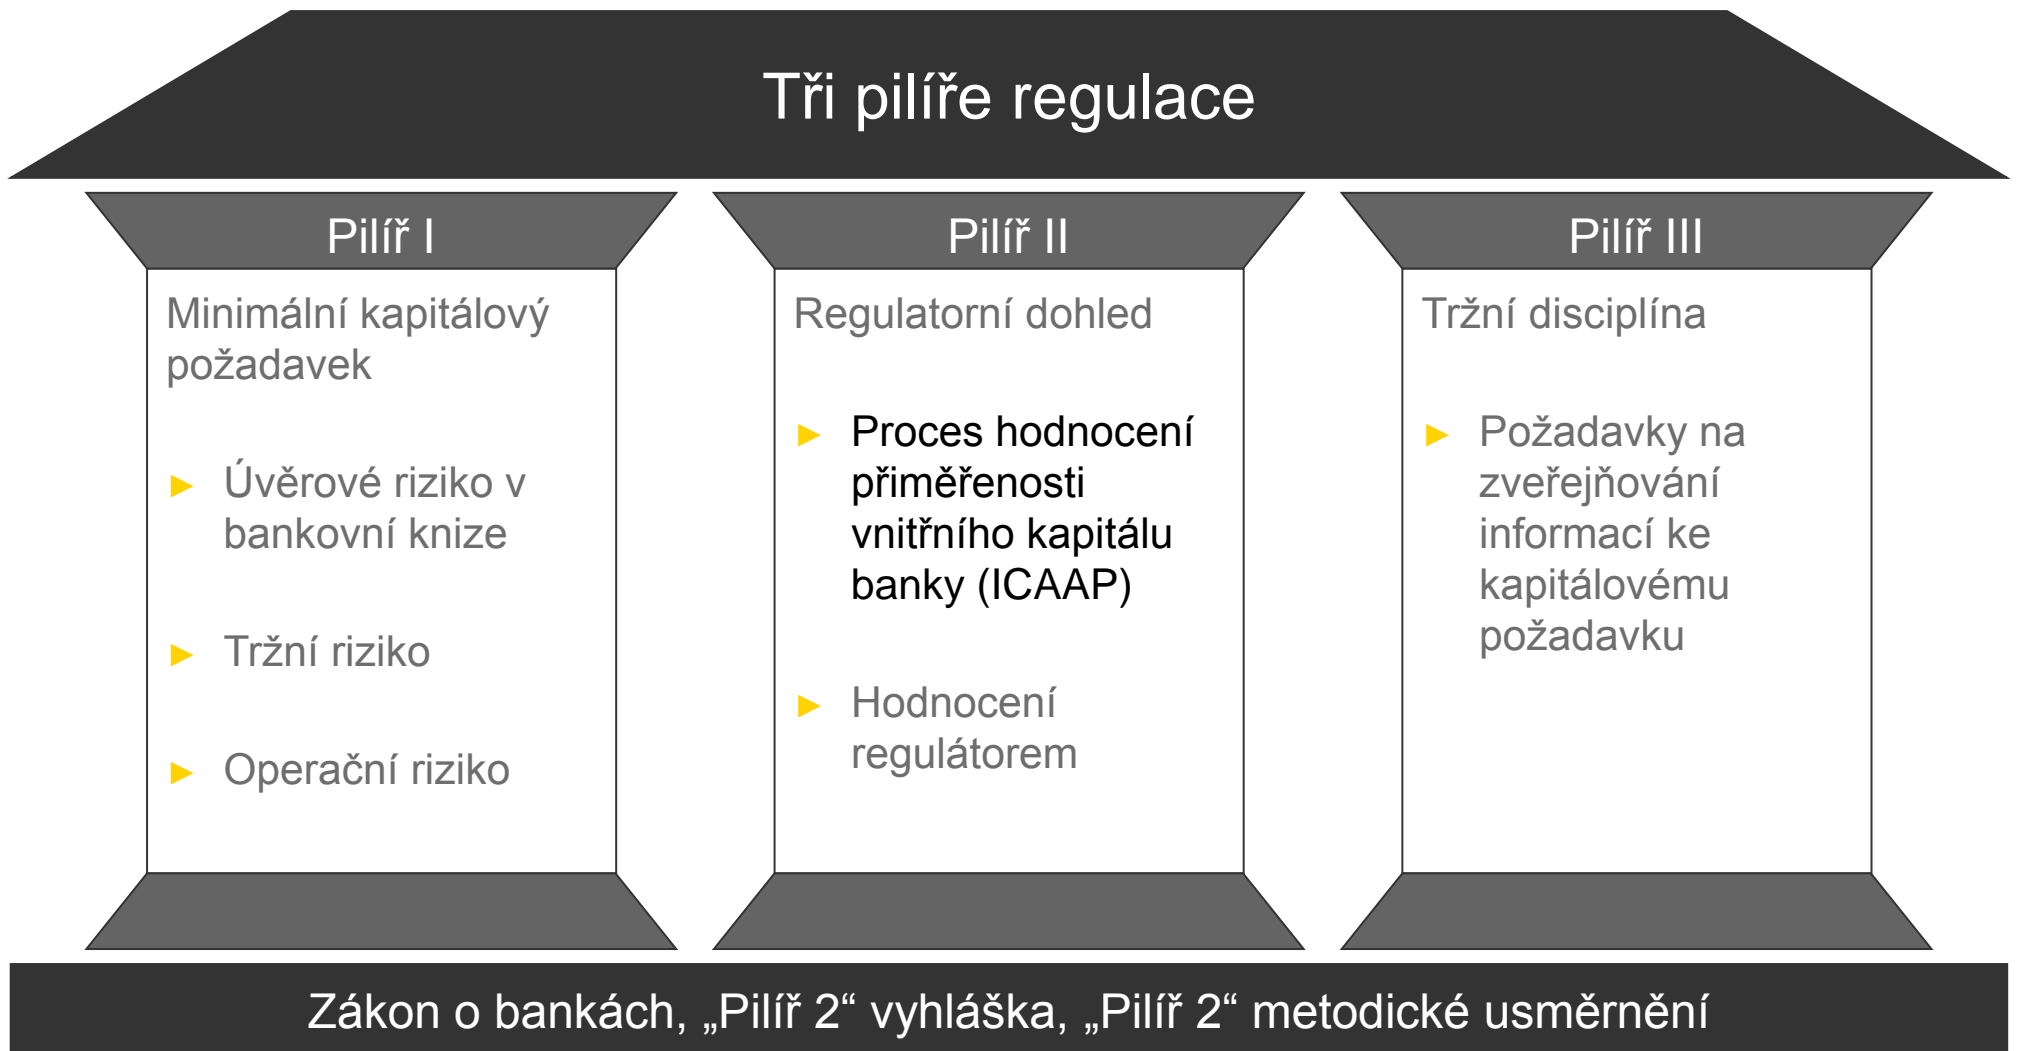 Tři pilíře regulace
Pilíř I
Minimální kapitálový
požadavek
► Úvěrové riziko v
bankovní knize
► Tržní riziko
► Operační riziko
Pilíř II
Regulatorní dohled
► Proces hodnocení
přiměřenosti
vnitřního kapitálu
banky (ICAAP)
► Hodnocení
regulátorem
Pilíř III
Tržní disciplína
► Požadavky na
zveřejňování
informací ke
kapitálovému
požadavku
Zákon o bankách, „Pilíř 2“ vyhláška, „Pilíř 2“ metodické usměrnění